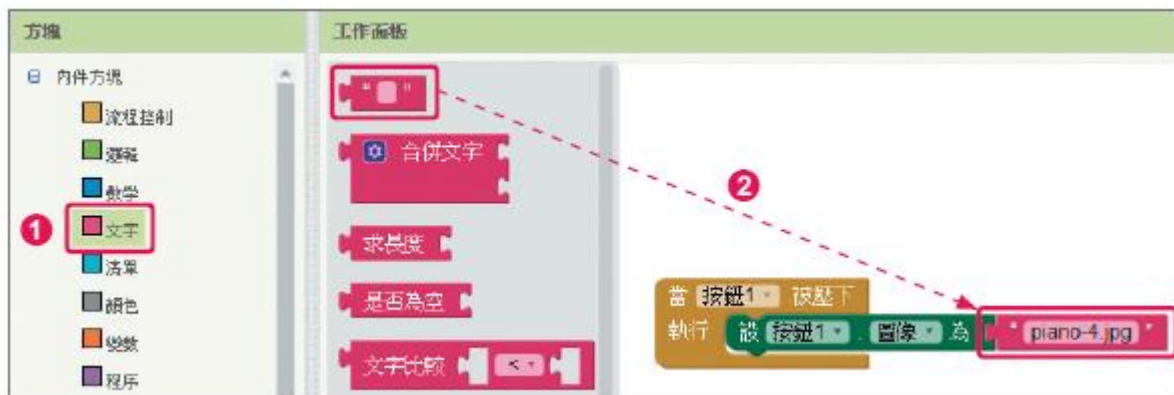 方塊
工作面板
內件方塊
流程控制
邏輯
數學
1 文字
清單
顏色
變數
程序
" "
合併文字
求長度
是否為空
文字比較 <
2
當 按鈕1 被壓下
執行 設 按鈕1 . 圖像 為 " piano-4.jpg "